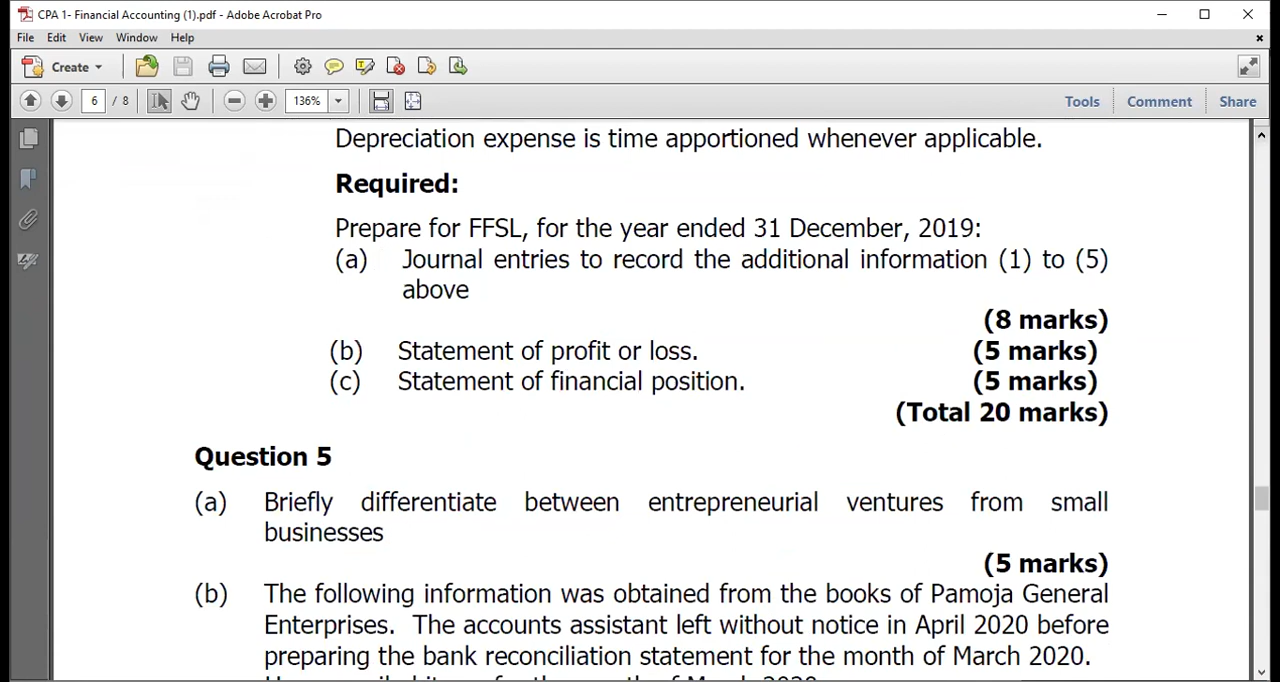 CPA 1- Financial Accounting (1).pdf - Adobe Acrobat Pro
File Edit View Window Help
Create
6 / 8 136% Tools Comment Share
Depreciation expense is time apportioned whenever applicable.
Required:
Prepare for FFSL, for the year ended 31 December, 2019:
(a) Journal entries to record the additional information (1) to (5)
above
(8 marks)
(b) Statement of profit or loss. (5 marks)
(c) Statement of financial position. (5 marks)
(Total 20 marks)
Question 5
(a) Briefly differentiate between entrepreneurial ventures from small
businesses
(5 marks)
(b) The following information was obtained from the books of Pamoja General
Enterprises. The accounts assistant left without notice in April 2020 before
preparing the bank reconciliation statement for the month of March 2020.